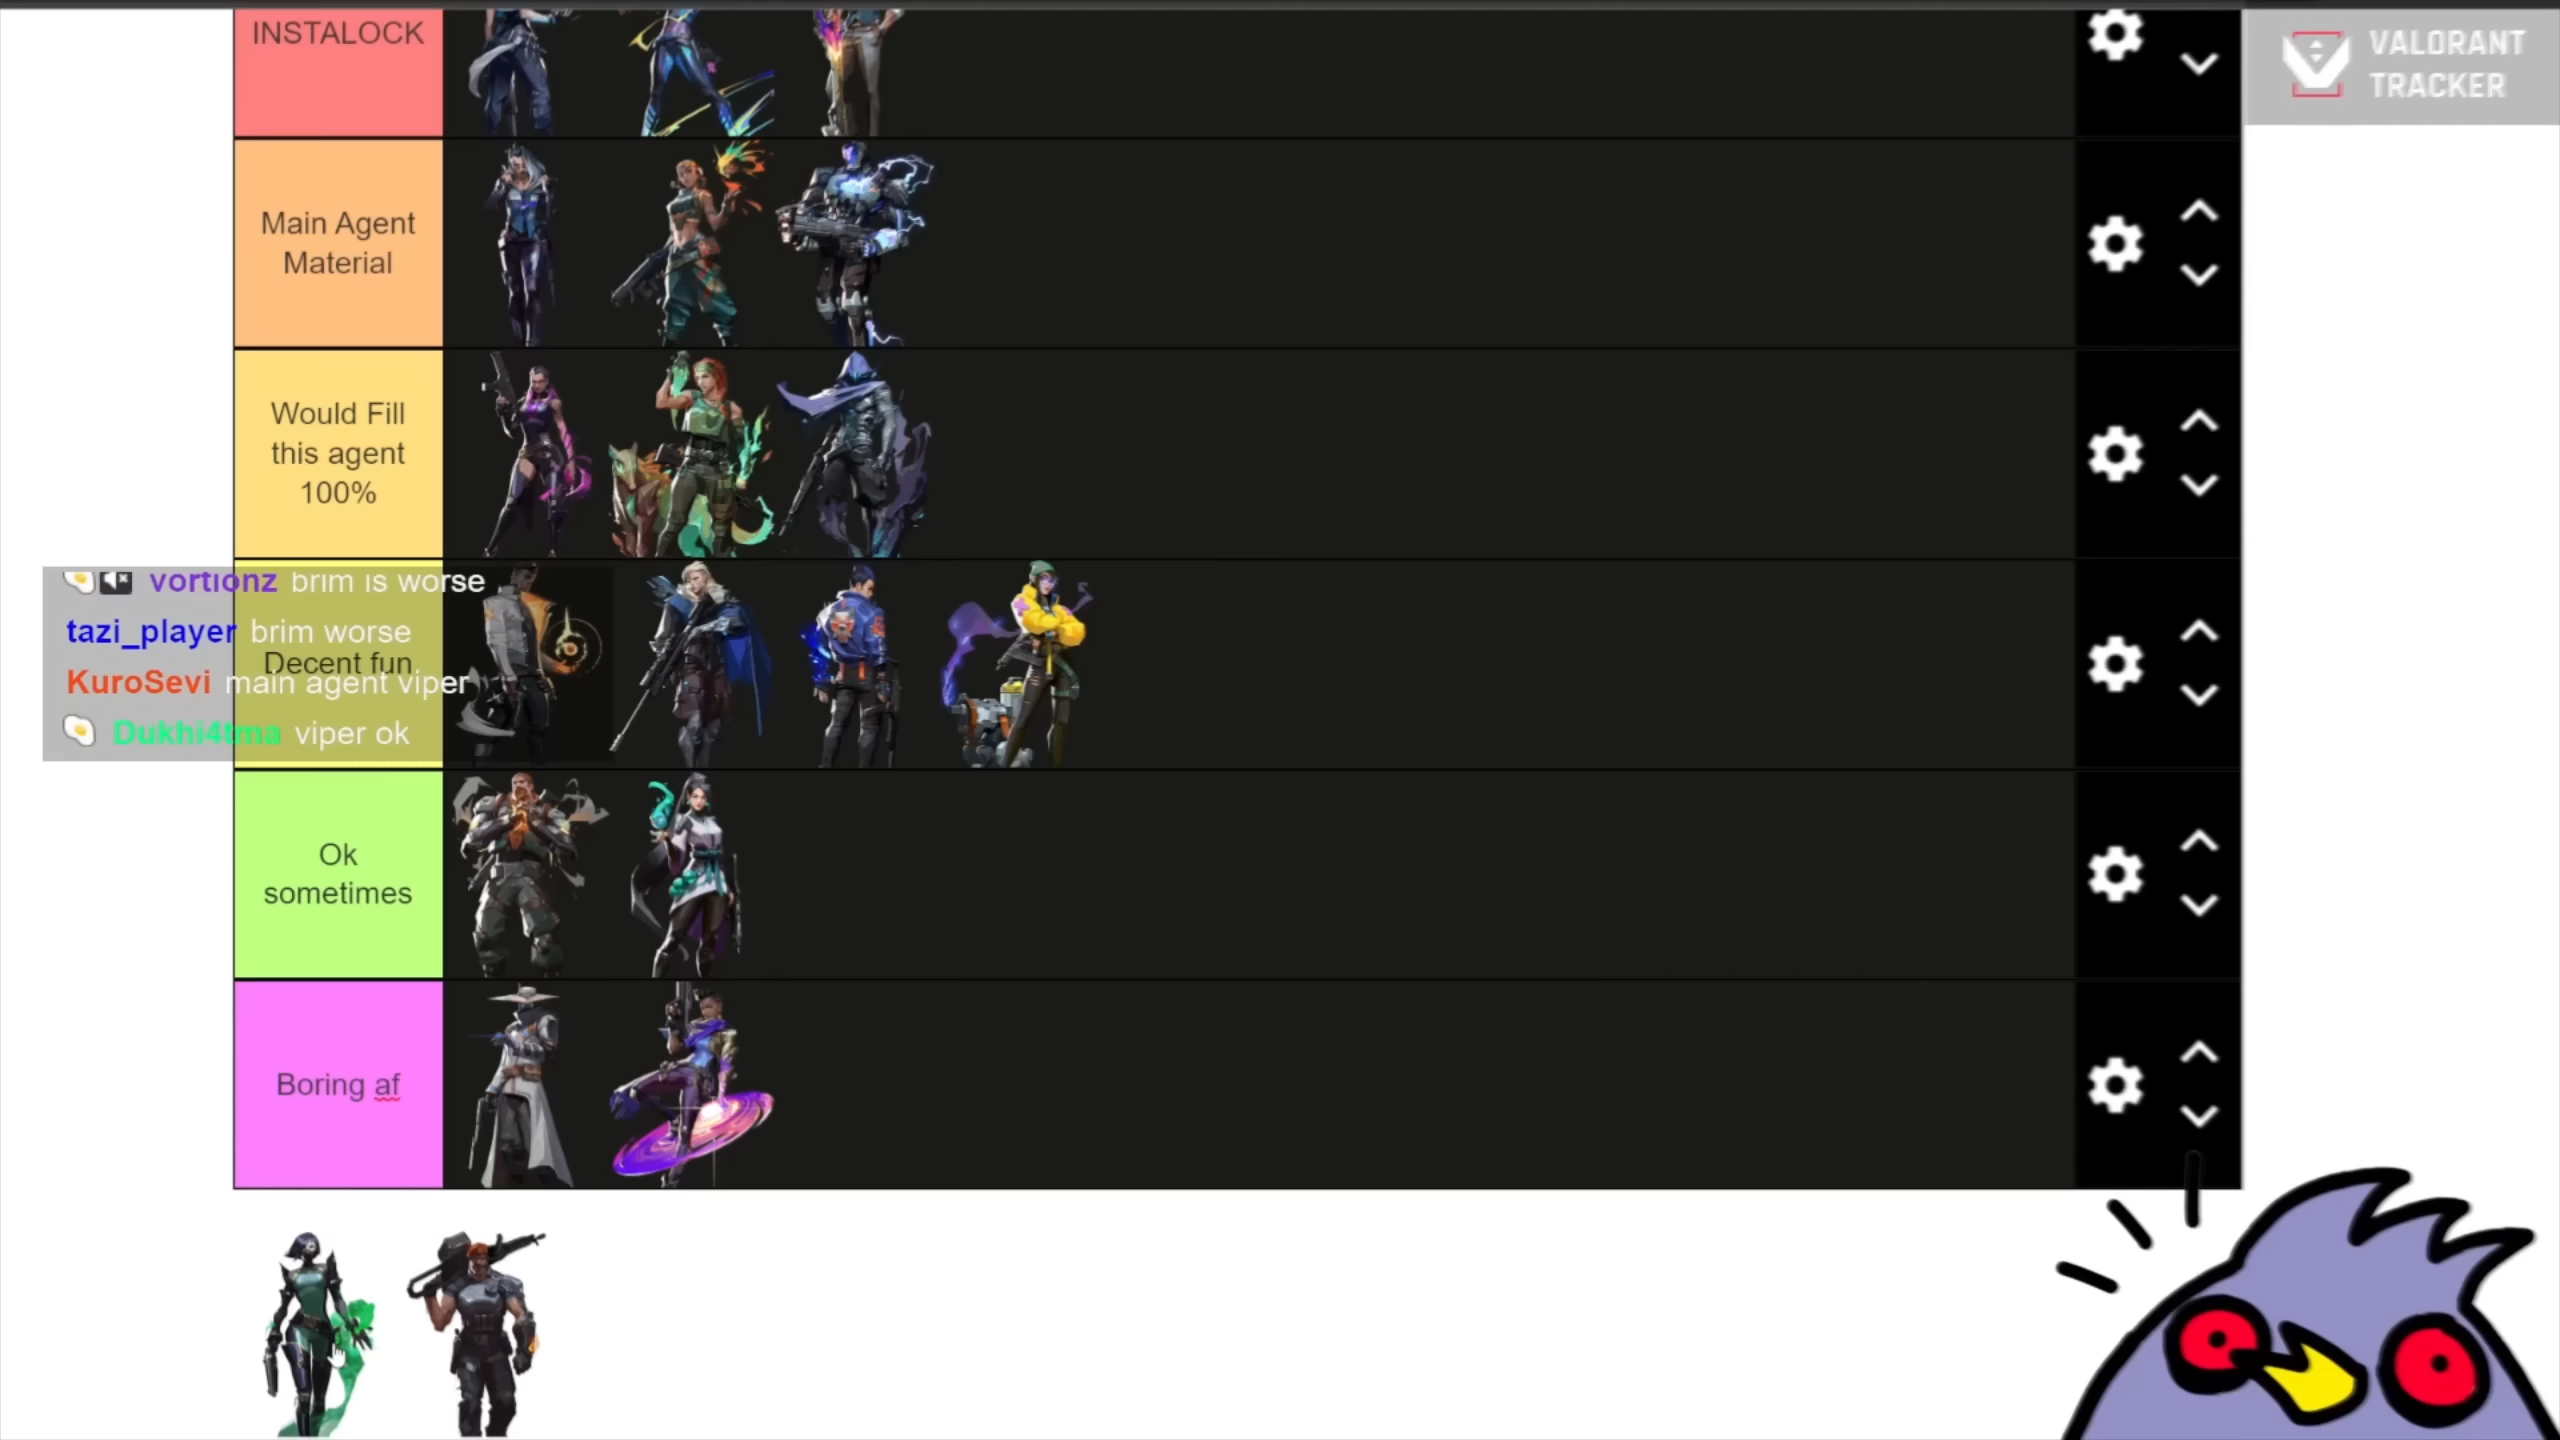 INSTALOCK
VALORANT
TRACKER
Main Agent
Material
Would Fill
this agent
100%
vortionz brim is worse
tazi_player brim worse
Decent fun
KuroSevi main agent viper
Dukhi4tma viper ok
Ok
sometimes
Boring af